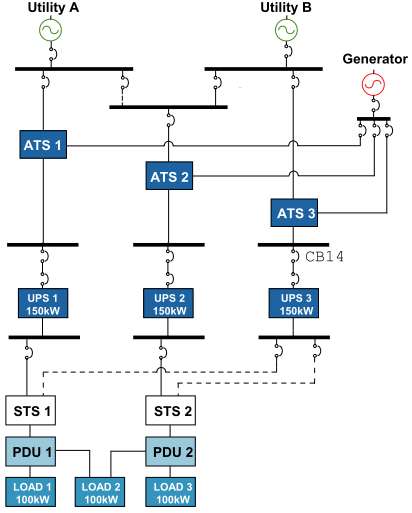 Utility A
Utility B
Generator
ATS 1
ATS 2
ATS 3
CB14
UPS 1
150kW
UPS 2
150kW
UPS 3
150kW
STS 1
STS 2
PDU 1
PDU 2
LOAD 1
100kW
LOAD 2
100kW
LOAD 3
100kW